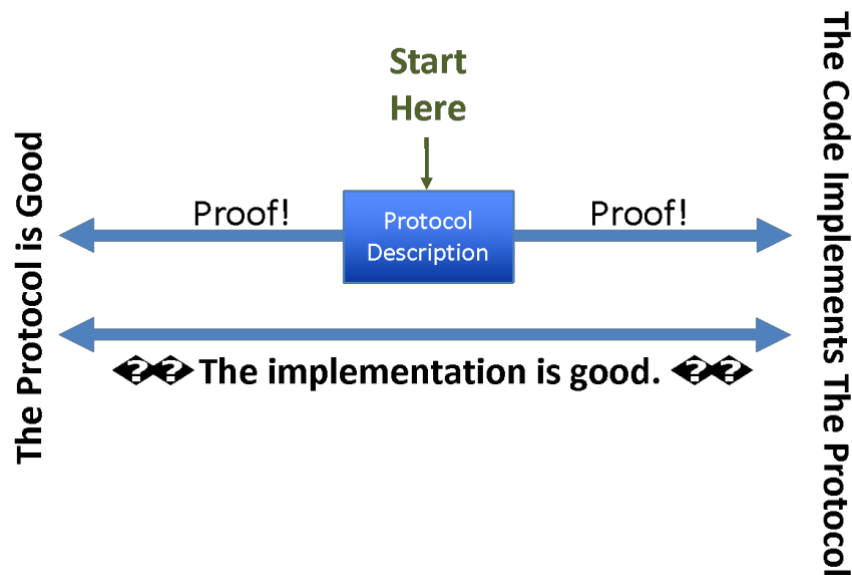 Start
Here
The Protocol is Good
Proof!
Protocol
Description
Proof!
The Code Implements The Protocol
�� The implementation is good. ��